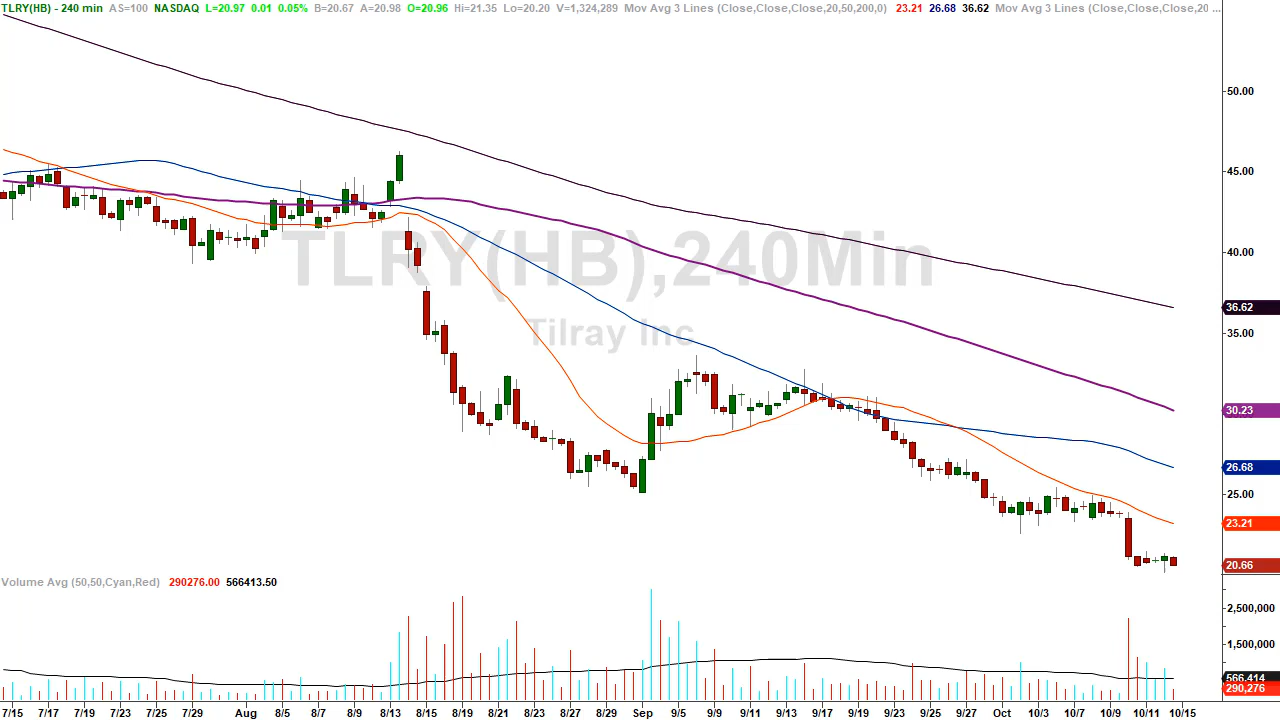 TLRY(HB) - 240 min AS=100 NASDAQ L=20.97 0.01 0.05% B=20.67 A=20.98 O=20.96 Hi=21.35 Lo=20.20 V=1,324,289 Mov Avg 3 Lines (Close,Close,Close,20,50,200,0) 23.21 26.68 36.62 Mov Avg 3 Lines (Close,Close,Close,20 ...
50.00
45.00
40.00
TLRY(HB),240Min
36.62
Tilray Inc
35.00
30.23
26.68
25.00
23.21
20.66
Volume Avg (50,50,Cyan,Red) 290276.00 566413.50
2,500,000
1,500,000
566,414
290,276
7/15 7/17 7/19 7/23 7/25 7/29 Aug 8/5 8/7 8/9 8/13 8/15 8/19 8/21 8/23 8/27 8/29 Sep 9/5 9/9 9/11 9/13 9/17 9/19 9/23 9/25 9/27 Oct 10/3 10/7 10/9 10/11 10/15